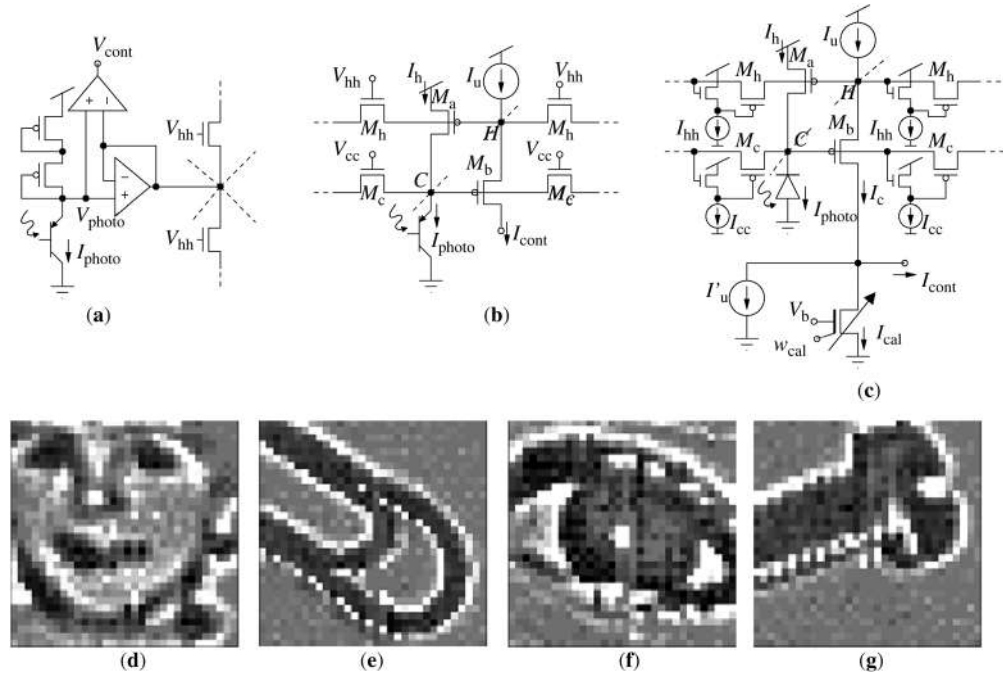 V_cont
V_photo
I_photo
V_hh
V_hh
(a)
V_hh
I_h
I_u
V_hh
M_a
M_h
H
M_h
V_cc
M_b
V_cc
M_c
C
M_c
I_photo
I_cont
(b)
I_u
I_h
M_a
M_h
M_h
H
I_hh
M_b
I_hh
M_c
C
M_c
I_cc
I_photo
I_c
I_cc
I'_u
I_cont
V_b
w_cal
I_cal
(c)
(d) (e) (f) (g)